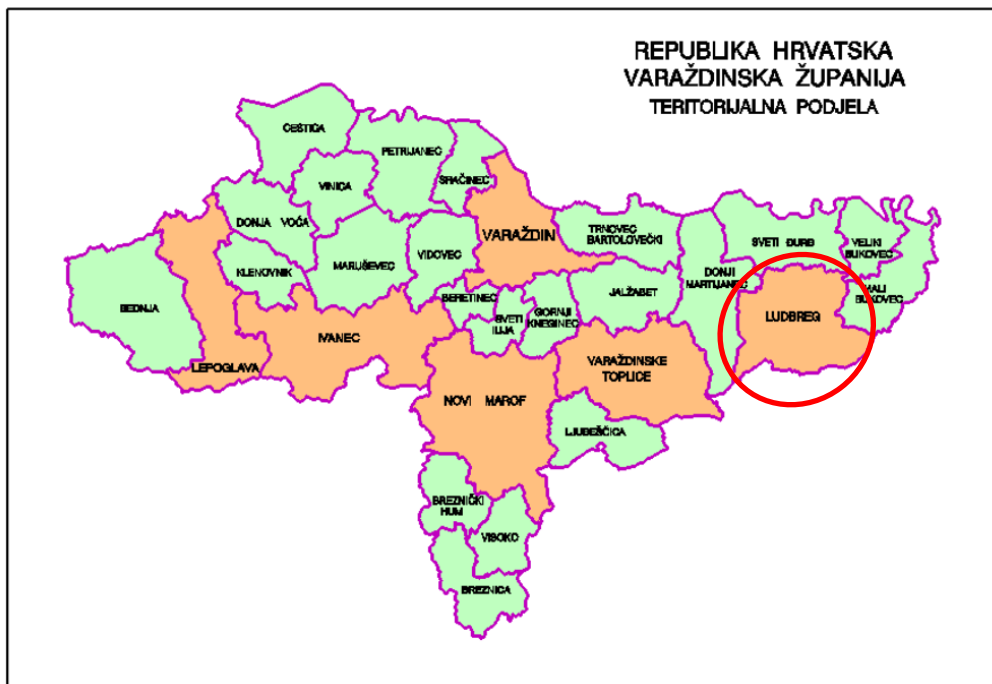 REPUBLIKA HRVATSKA
VARAŽDINSKA ŽUPANIJA
TERITORIJALNA PODJELA
CEŠTICA
PETRIJANEC
SRAČINEC
VINICA
DONJA VOĆA
VARAŽDIN
TRNOVEC
BARTOLOVEČKI
SVETI ĐURĐ
VELIKI
BUKOVEC
VIDOVEC
MARUŠEVEC
KLENOVNIK
DONJI
MARTIJANEC
BEDNJA
BERETINEC
JALŽABET
MALI
BUKOVEC
SVETI
ILIJA
GORNJI
KNEGINEC
LUDBREG
IVANEC
LEPOGLAVA
VARAŽDINSKE
TOPLICE
NOVI MAROF
LJUBEŠĆICA
BREZNIČKI
HUM
VISOKO
BREZNICA